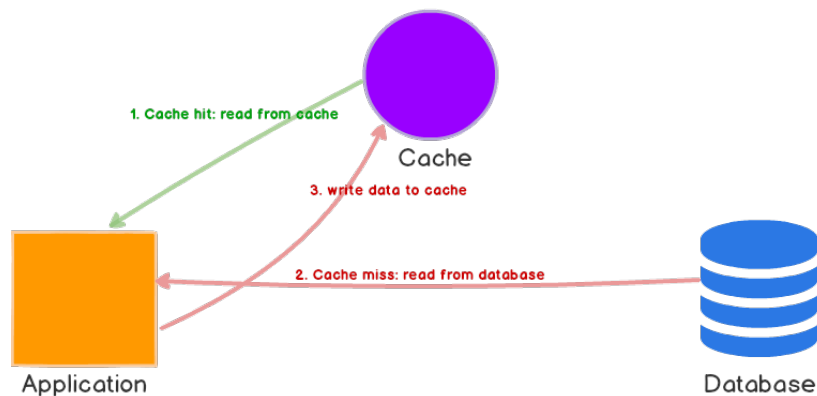 1. Cache hit: read from cache
Cache
3. write data to cache
2. Cache miss: read from database
Application
Database